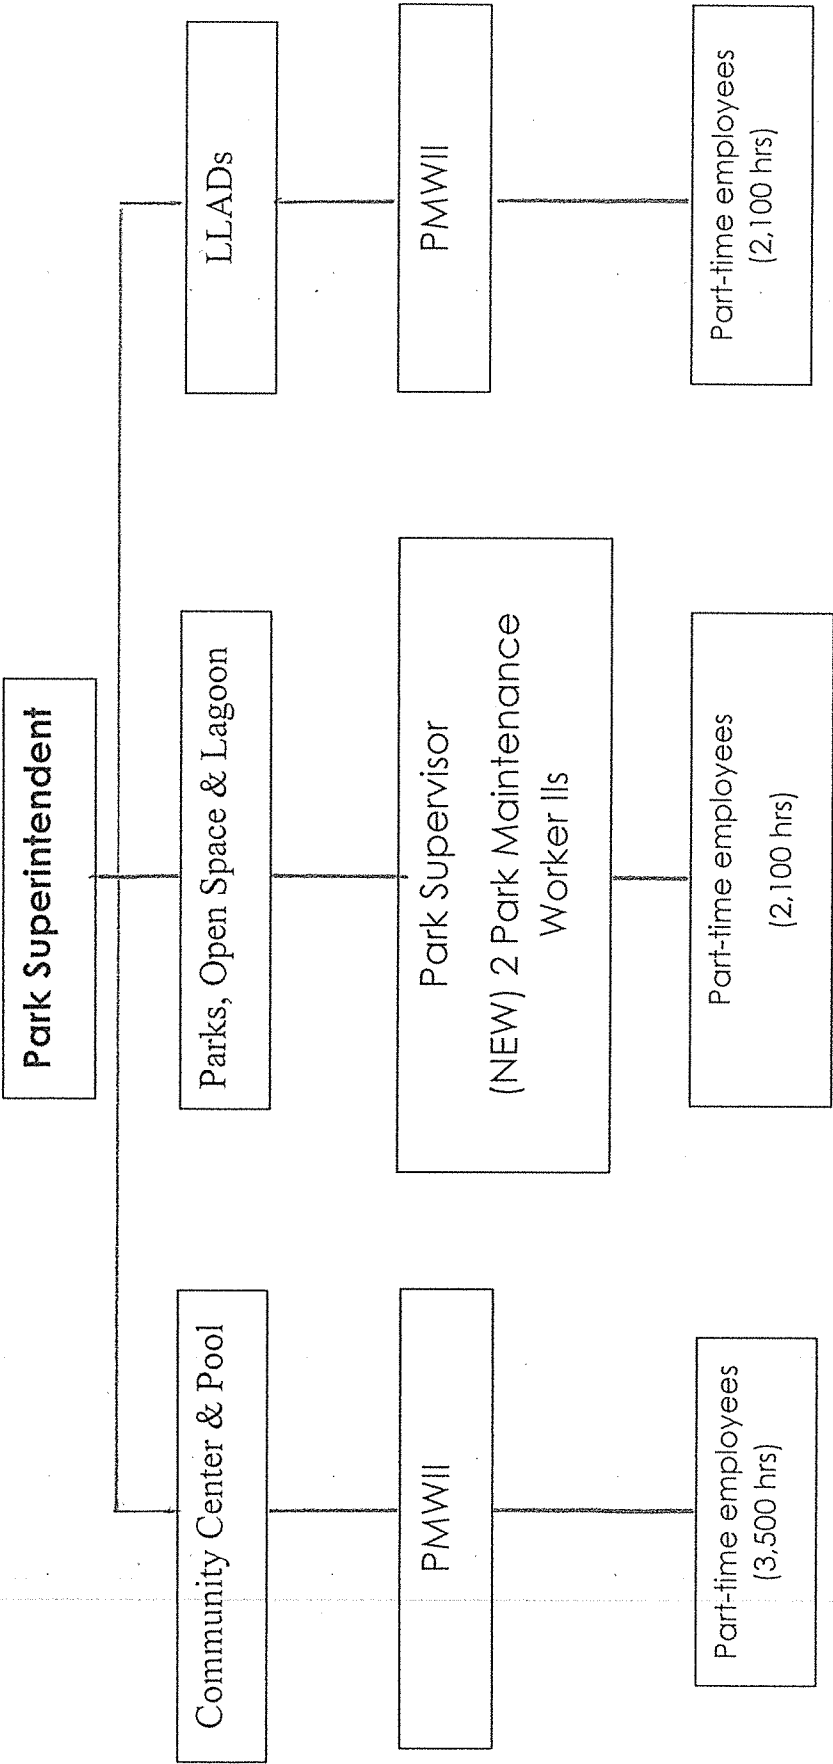 Park Superintendent
Community Center & Pool
Parks, Open Space & Lagoon
LLADs
PMWII
Park Supervisor
(NEW) 2 Park Maintenance
Worker IIs
PMWII
Part-time employees
(3,500 hrs)
Part-time employees
(2,100 hrs)
Part-time employees
(2,100 hrs)